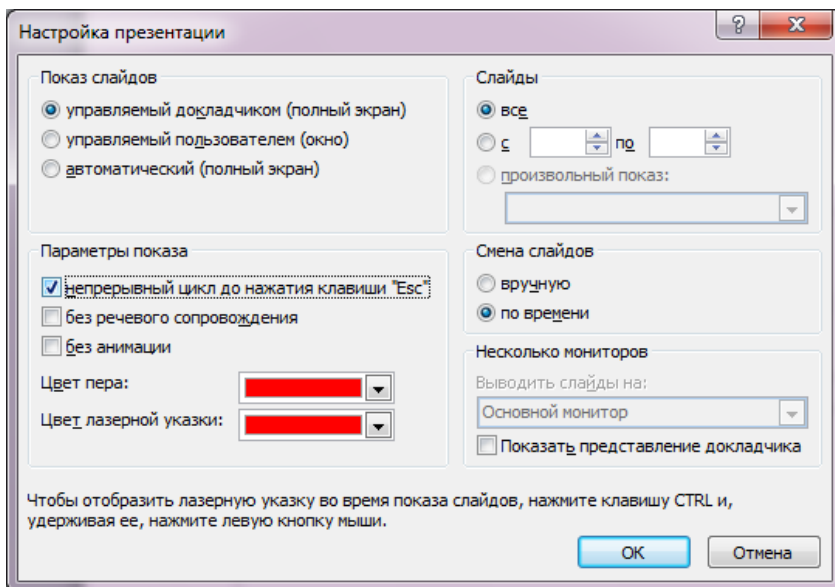 Настройка презентации
Показ слайдов
управляемый докладчиком (полный экран)
управляемый пользователем (окно)
автоматический (полный экран)
Слайды
все
с по
произвольный показ:
Параметры показа
непрерывный цикл до нажатия клавиши "Esc"
без речевого сопровождения
без анимации
Цвет пера:
Цвет лазерной указки:
Смена слайдов
вручную
по времени
Несколько мониторов
Выводить слайды на:
Основной монитор
Показать представление докладчика
Чтобы отобразить лазерную указку во время показа слайдов, нажмите клавишу CTRL и,
удерживая ее, нажмите левую кнопку мыши.
ОК
Отмена